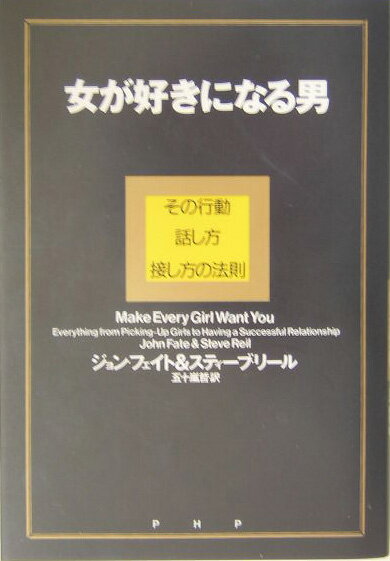 女が好きになる男
その行動
話し方
接し方の法則
Make Every Girl Want You
Everything from Picking-Up Girls to Having a Successful Relationship
John Fate & Steve Reil
ジョン・フェイト&スティーブ・リール
五十嵐哲・訳
PHP